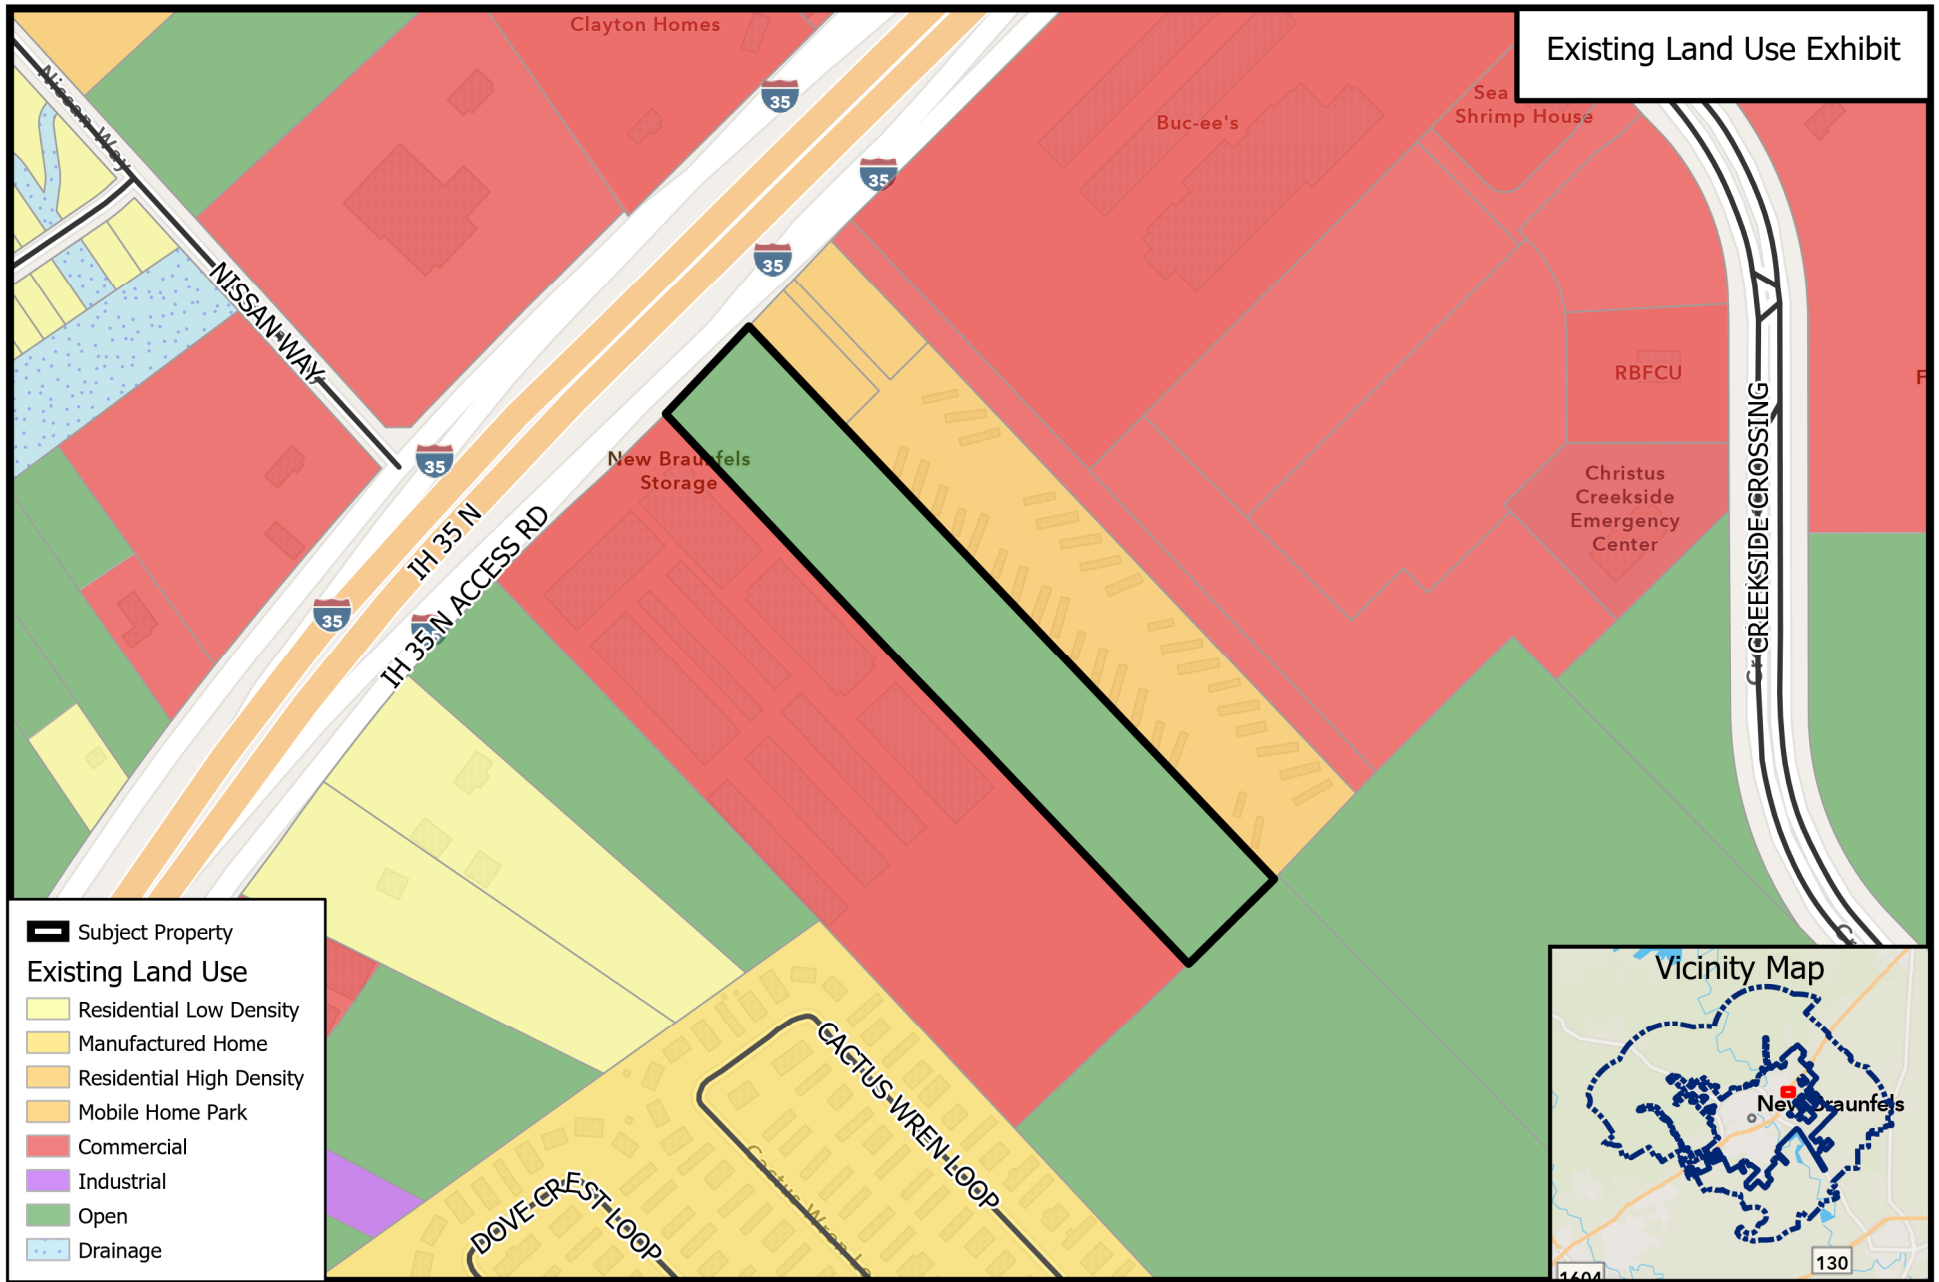 Existing Land Use Exhibit
Clayton Homes
Sea
Shrimp House
Buc-ee's
Nissan Way
35
35
35
NISSAN WAY
RBFCU
F
New Braunfels
Storage
35
IH 35 N
IH 35 N ACCESS RD
35
Christus
Creekside
Emergency
Center
CREEKSIDE CROSSING
Cr
Cr
CACTUS WREN LOOP
Cactus Wren Lo
DOVE CREST LOOP
Subject Property
Existing Land Use
Residential Low Density
Manufactured Home
Residential High Density
Mobile Home Park
Commercial
Industrial
Open
Drainage
Vicinity Map
New Braunfels
130
1604